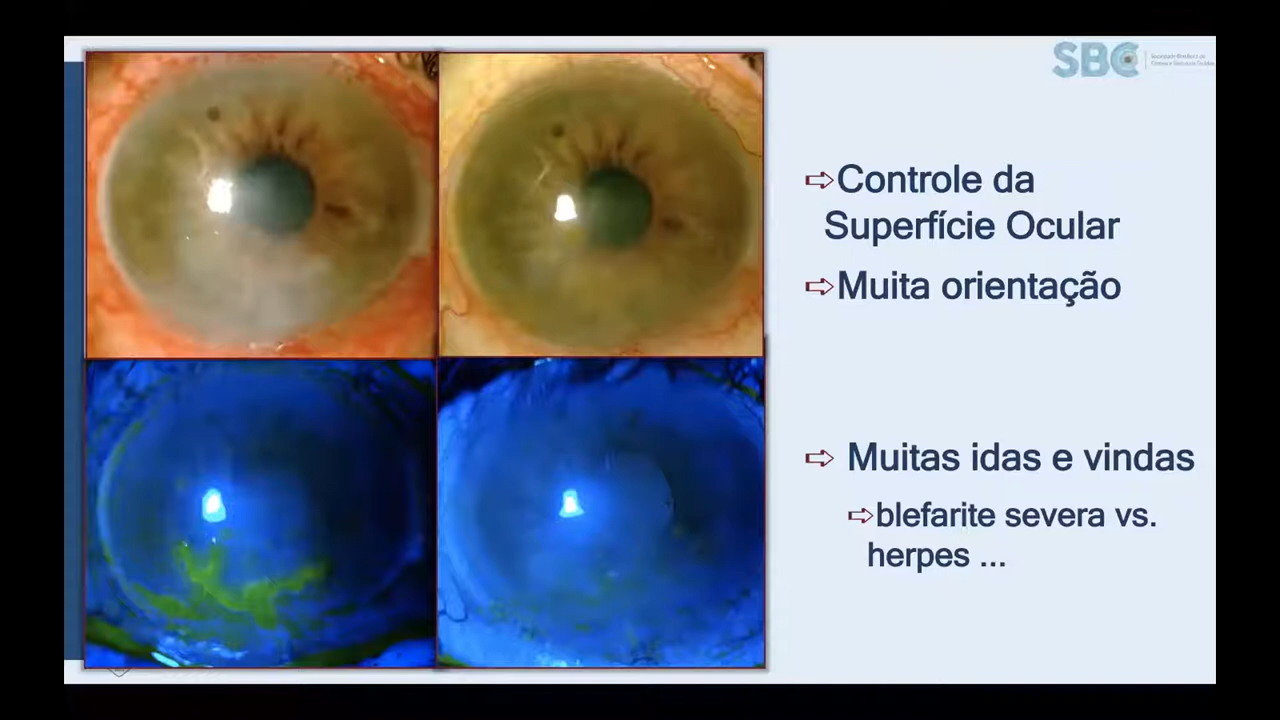 SBC
⇨Controle da
Superfície Ocular
⇨Muita orientação
⇨ Muitas idas e vindas
⇨blefarite severa vs.
herpes ...